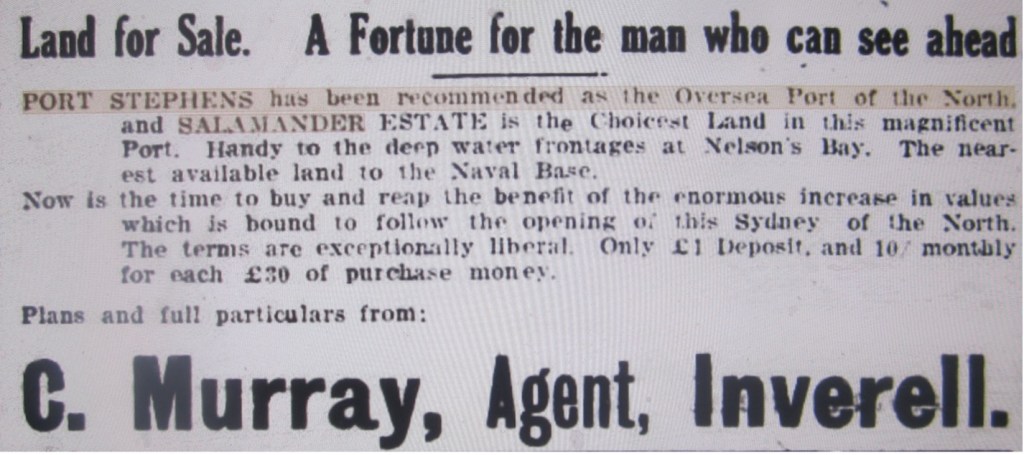 Land for Sale. A Fortune for the man who can see ahead
PORT STEPHENS has been recommended as the Oversea Port of the North,
and SALAMANDER ESTATE is the Choicest Land in this magnificent
Port. Handy to the deep water frontages at Nelson's Bay. The near-
est available land to the Naval Base.
Now is the time to buy and reap the benefit of the enormous increase in values
which is bound to follow the opening of this Sydney of the North.
The terms are exceptionally liberal. Only £1 Deposit, and 10/ monthly
for each £30 of purchase money.
Plans and full particulars from:
C. Murray, Agent, Inverell.